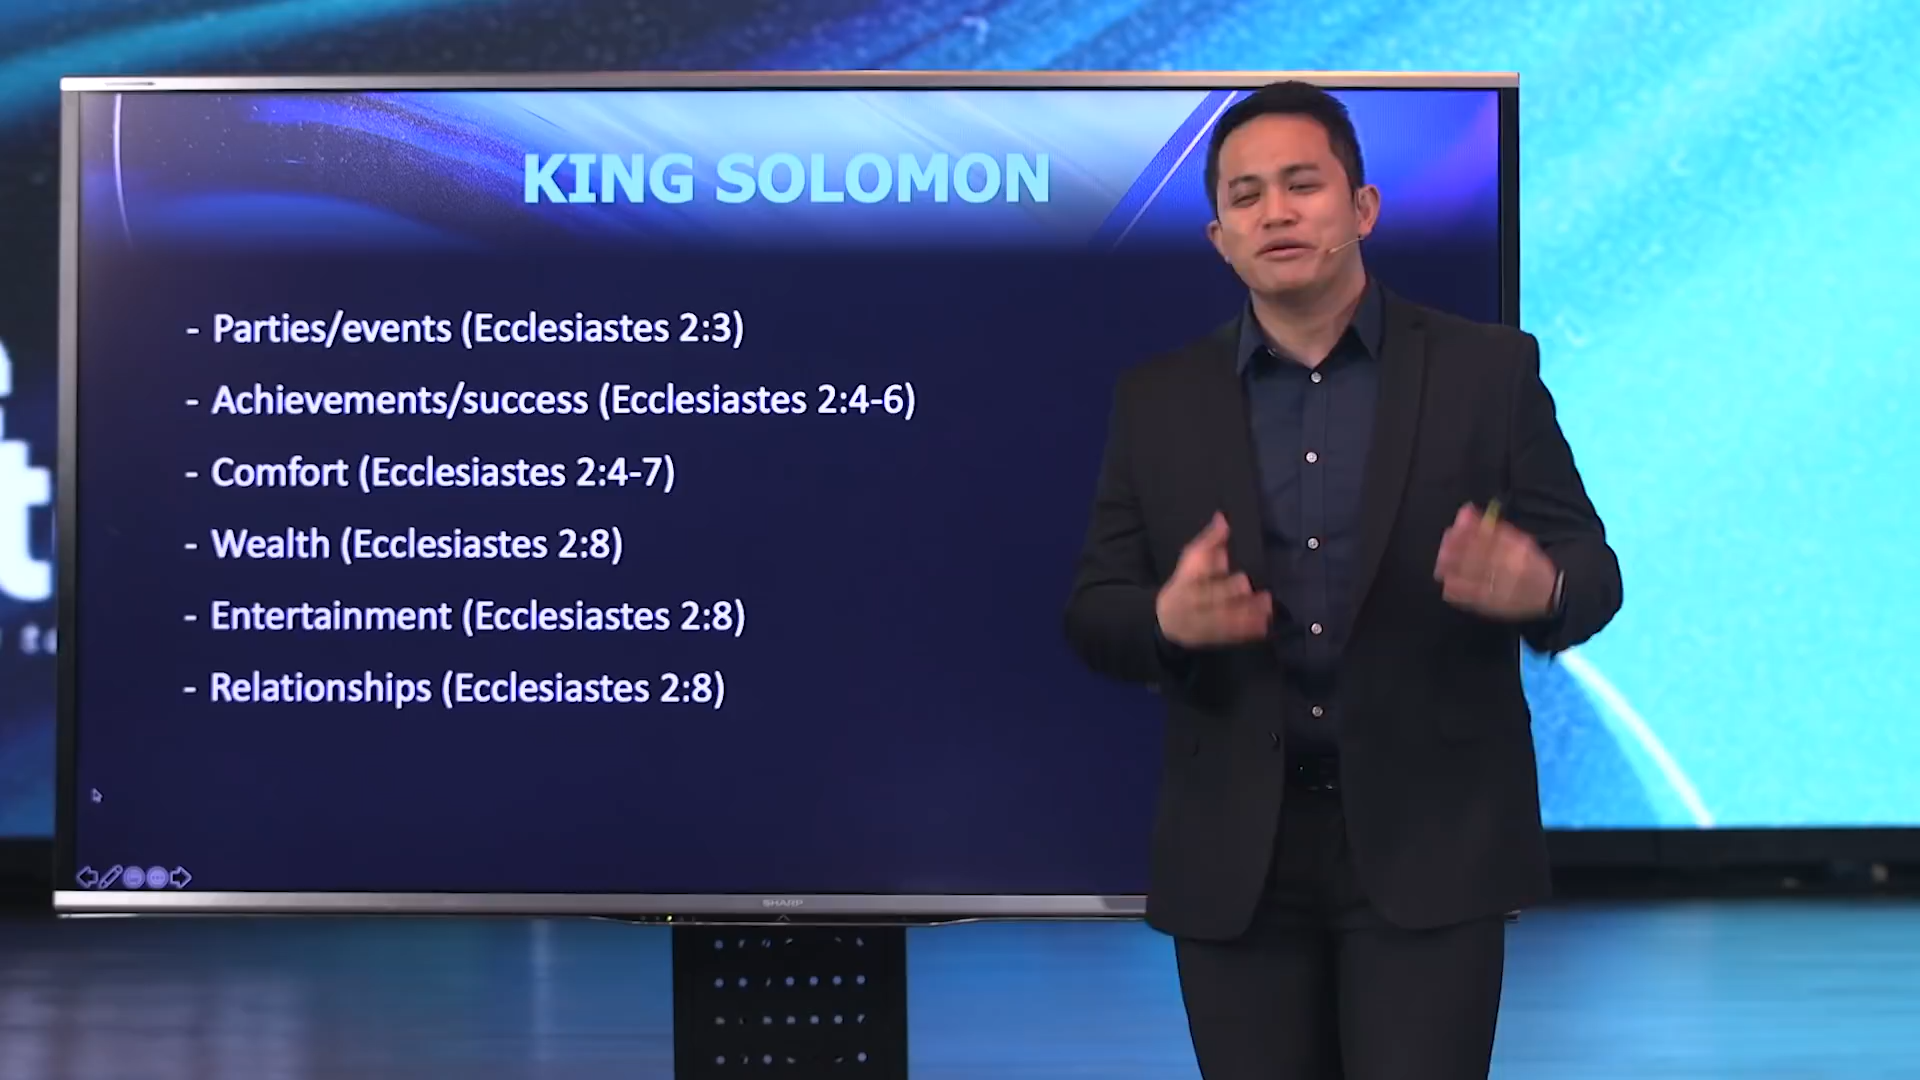 KING SOLOMON
- Parties/events (Ecclesiastes 2:3)
- Achievements/success (Ecclesiastes 2:4-6)
- Comfort (Ecclesiastes 2:4-7)
- Wealth (Ecclesiastes 2:8)
- Entertainment (Ecclesiastes 2:8)
- Relationships (Ecclesiastes 2:8)
SHARP